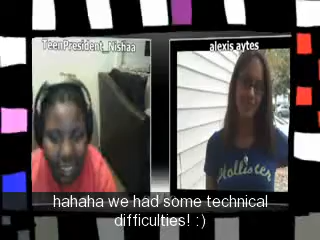 TeenPresident_Nishaa
alexis aytes
Hollister
hahaha we had some technical
difficulties! :)